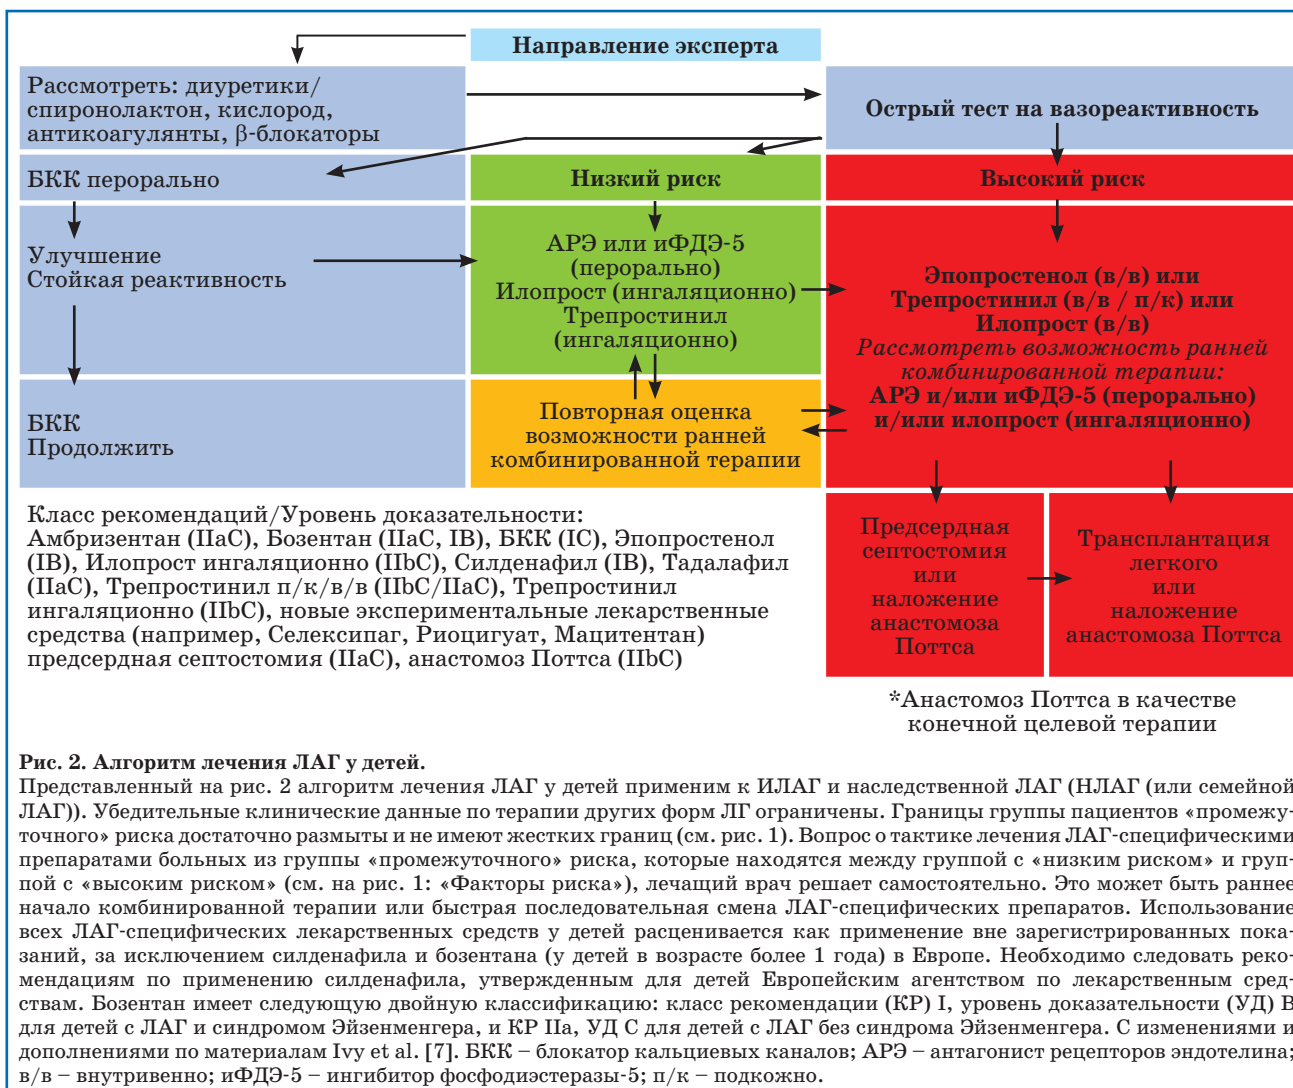 Направление эксперта
Рассмотреть: диуретики/
спиронолактон, кислород,
антикоагулянты, β-блокаторы
Острый тест на вазореактивность
БКК перорально
Низкий риск
Высокий риск
Улучшение
Стойкая реактивность
АРЭ или иФДЭ-5
(перорально)
Илопрост (ингаляционно)
Трепростинил
(ингаляционно)
Эпопростенол (в/в) или
Трепростинил (в/в / п/к) или
Илопрост (в/в)
Рассмотреть возможность ранней
комбинированной терапии:
АРЭ и/или иФДЭ-5 (перорально)
и/или илопрост (ингаляционно)
БКК
Продолжить
Повторная оценка
возможности ранней
комбинированной терапии
Класс рекомендаций/Уровень доказательности:
Амбризентан (IIaC), Бозентан (IIaC, IB), БКК (IC), Эпопростенол
(IB), Илопрост ингаляционно (IIbC), Силденафил (IB), Тадалафил
(IIaC), Трепростинил п/к/в/в (IIbC/IIaC), Трепростинил
ингаляционно (IIbC), новые экспериментальные лекарственные
средства (например, Селексипаг, Риоцигуат, Мацитентан)
предсердная септостомия (IIaC), анастомоз Поттса (IIbC)
Предсердная
септостомия
или
наложение
анастомоза
Поттса
Трансплантация
легкого
или
наложение
анастомоза Поттса
*Анастомоз Поттса в качестве
конечной целевой терапии
Рис. 2. Алгоритм лечения ЛАГ у детей.
Представленный на рис. 2 алгоритм лечения ЛАГ у детей применим к ИЛАГ и наследственной ЛАГ (НЛАГ (или семейной
ЛАГ)). Убедительные клинические данные по терапии других форм ЛГ ограничены. Границы группы пациентов «промежу-
точного» риска достаточно размыты и не имеют жестких границ (см. рис. 1). Вопрос о тактике лечения ЛАГ-специфическими
препаратами больных из группы «промежуточного» риска, которые находятся между группой с «низким риском» и груп-
пой с «высоким риском» (см. на рис. 1: «Факторы риска»), лечащий врач решает самостоятельно. Это может быть раннее
начало комбинированной терапии или быстрая последовательная смена ЛАГ-специфических препаратов. Использование
всех ЛАГ-специфических лекарственных средств у детей расценивается как применение вне зарегистрированных пока-
заний, за исключением силденафила и бозентана (у детей в возрасте более 1 года) в Европе. Необходимо следовать реко-
мендациям по применению силденафила, утвержденным для детей Европейским агентством по лекарственным сред-
ствам. Бозентан имеет следующую двойную классификацию: класс рекомендации (КР) I, уровень доказательности (УД) В
для детей с ЛАГ и синдромом Эйзенменгера, и КР IIa, УД С для детей с ЛАГ без синдрома Эйзенменгера. С изменениями и
дополнениями по материалам Ivy et al. [7]. БКК – блокатор кальциевых каналов; АРЭ – антагонист рецепторов эндотелина;
в/в – внутривенно; иФДЭ-5 – ингибитор фосфодиэстеразы-5; п/к – подкожно.